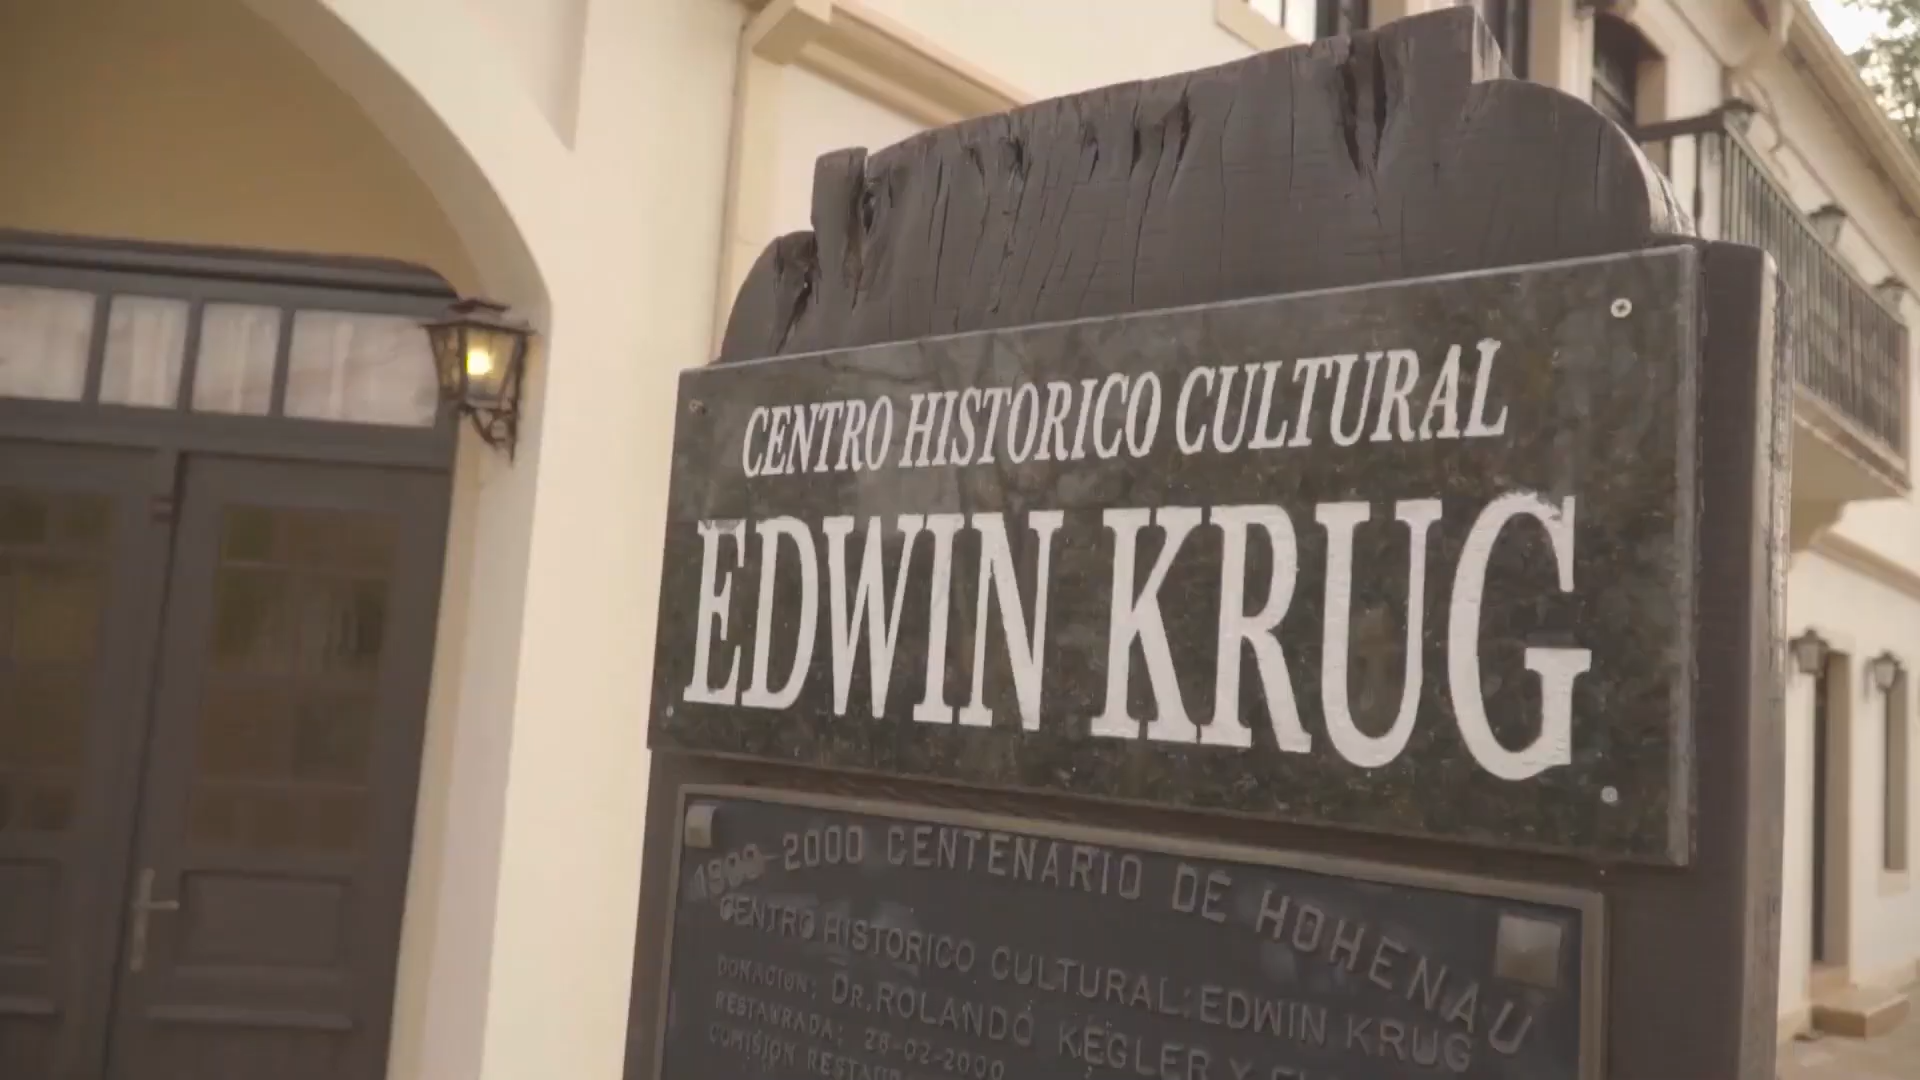 CENTRO HISTORICO CULTURAL
EDWIN KRUG
1900-2000 CENTENARIO DE HOHENAU
CENTRO HISTORICO CULTURAL: EDWIN KRUG
DONACION: Dr. ROLANDO KEGLER Y
RESTAURADA: 28-02-2000
COMISION